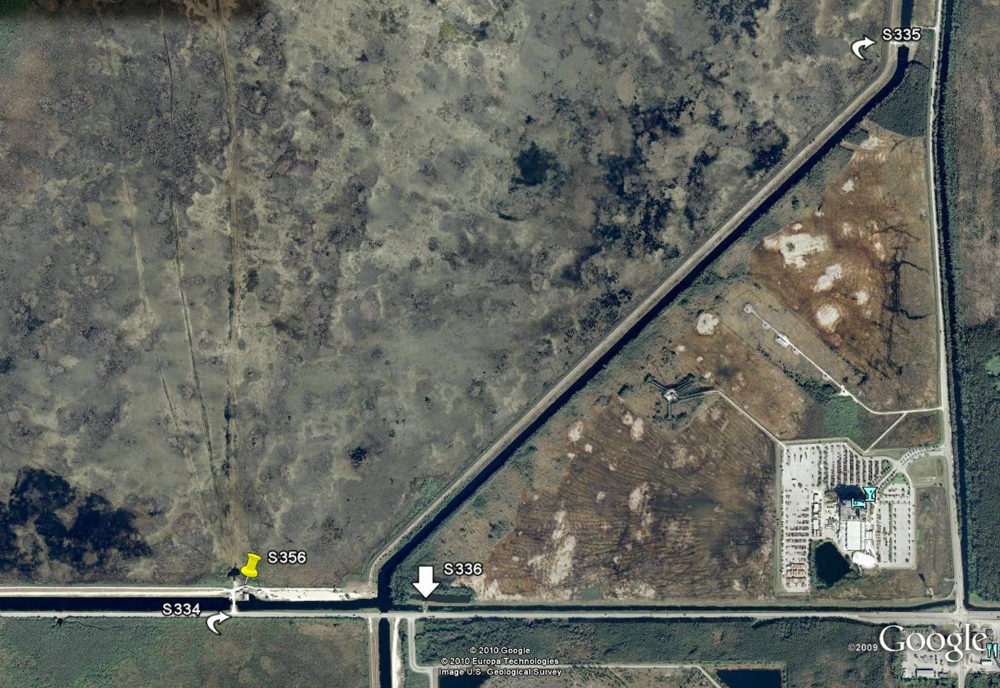 S335
S356
S336
S334
© 2010 Google
© 2010 Europa Technologies
Image U.S. Geological Survey
©2009 Google